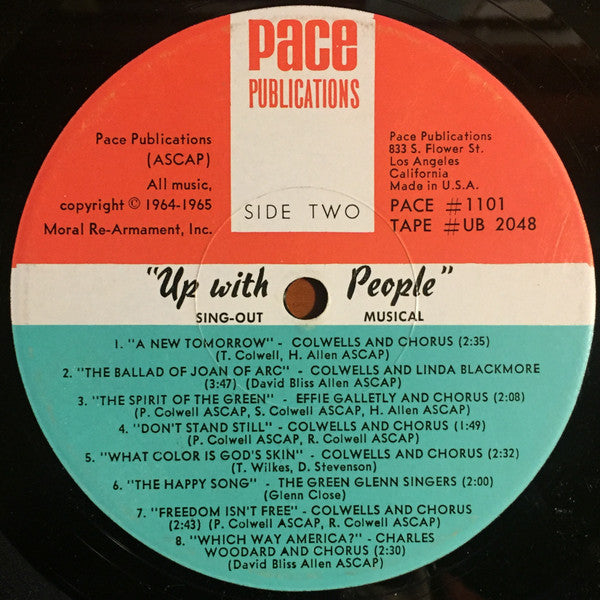 pace
PUBLICATIONS
Pace Publications
(ASCAP)
All music,
copyright © 1964-1965
Moral Re-Armament, Inc.
SIDE TWO
Pace Publications
833 S. Flower St.
Los Angeles
California
Made in U.S.A.
PACE #1101
TAPE #UB 2048
"Up with People"
SING-OUT MUSICAL
1. "A NEW TOMORROW" - COLWELLS AND CHORUS (2:35)
(T. Colwell, H. Allen ASCAP)
2. "THE BALLAD OF JOAN OF ARC" - COLWELLS AND LINDA BLACKMORE
(3:47) (David Bliss Allen ASCAP)
3. "THE SPIRIT OF THE GREEN" - EFFIE GALLETLY AND CHORUS (2:08)
(P. Colwell ASCAP, S. Colwell ASCAP, H. Allen ASCAP)
4. "DON'T STAND STILL" - COLWELLS AND CHORUS (1:49)
(P. Colwell ASCAP, R. Colwell ASCAP)
5. "WHAT COLOR IS GOD'S SKIN" - COLWELLS AND CHORUS (2:32)
(T. Wilkes, D. Stevenson)
6. "THE HAPPY SONG" - THE GREEN GLENN SINGERS (2:00)
(Glenn Close)
7. "FREEDOM ISN'T FREE" - COLWELLS AND CHORUS
(2:43) (P. Colwell ASCAP, R. Colwell ASCAP)
8. "WHICH WAY AMERICA?" - CHARLES
WOODARD AND CHORUS (2:30)
(David Bliss Allen ASCAP)